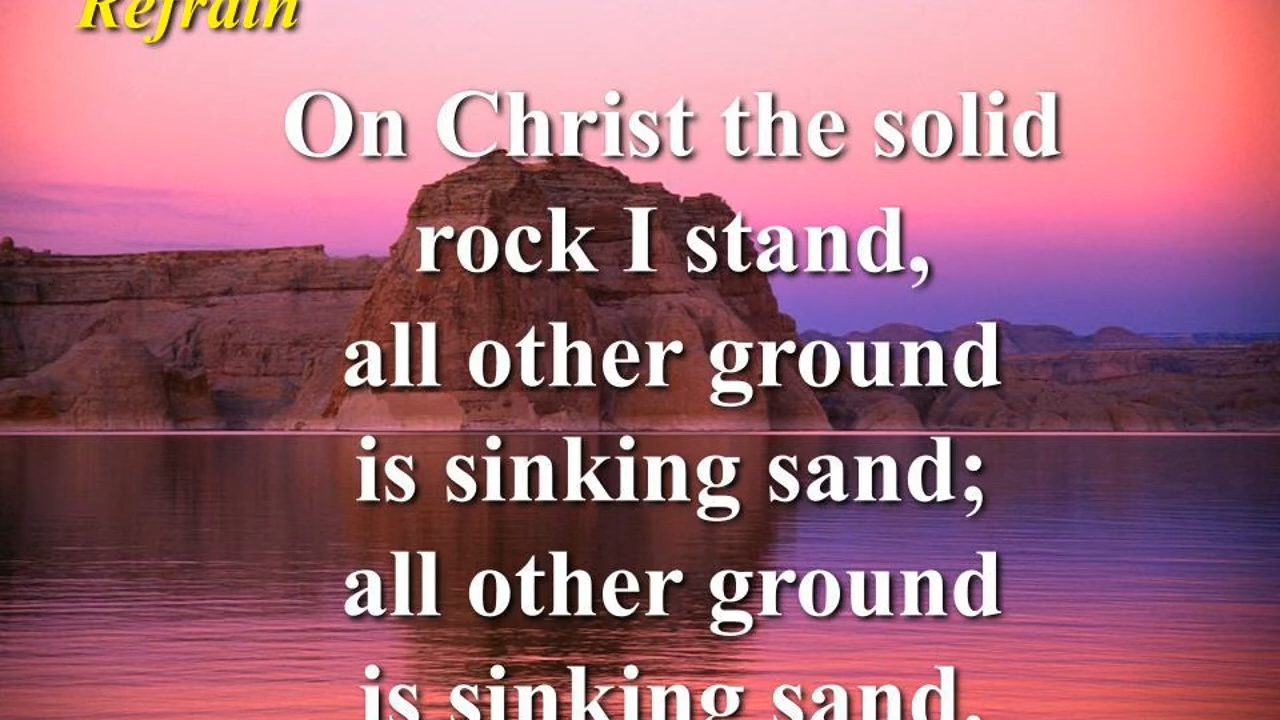 Refrain
On Christ the solid
rock I stand,
all other ground
is sinking sand;
all other ground
is sinking sand.